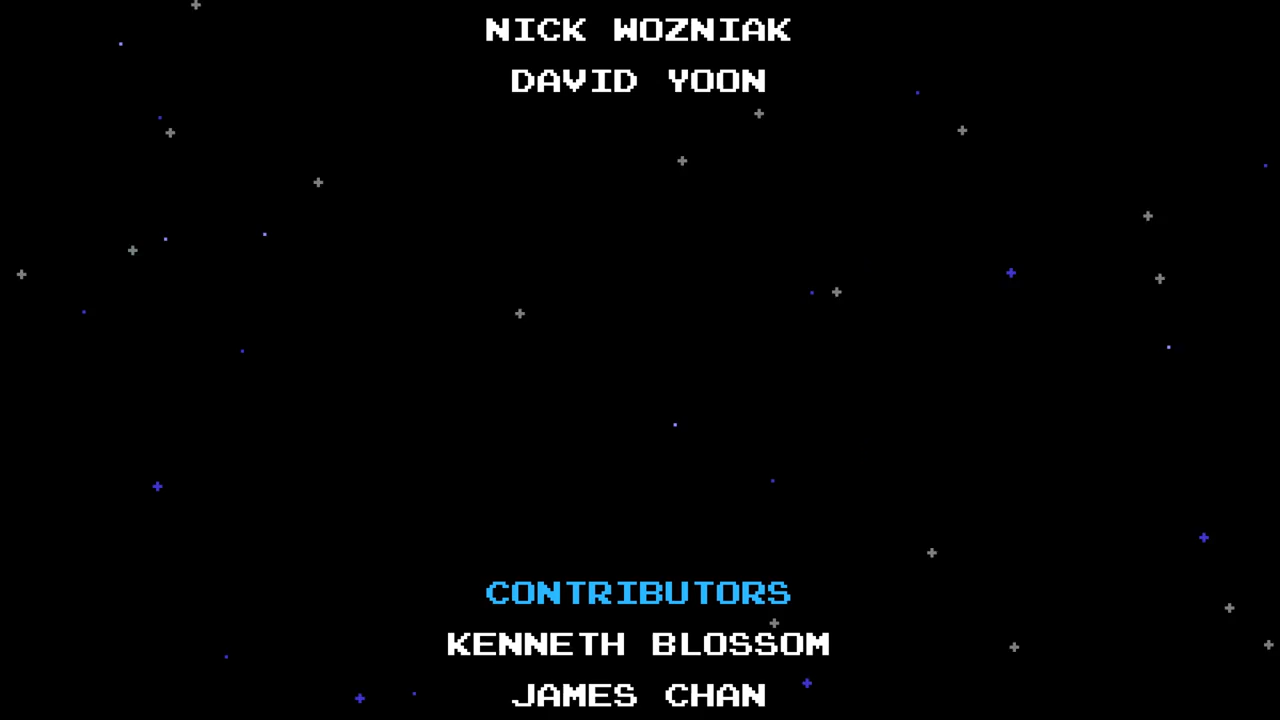 NICK WOZNIAK
DAVID YOON
CONTRIBUTORS
KENNETH BLOSSOM
JAMES CHAN